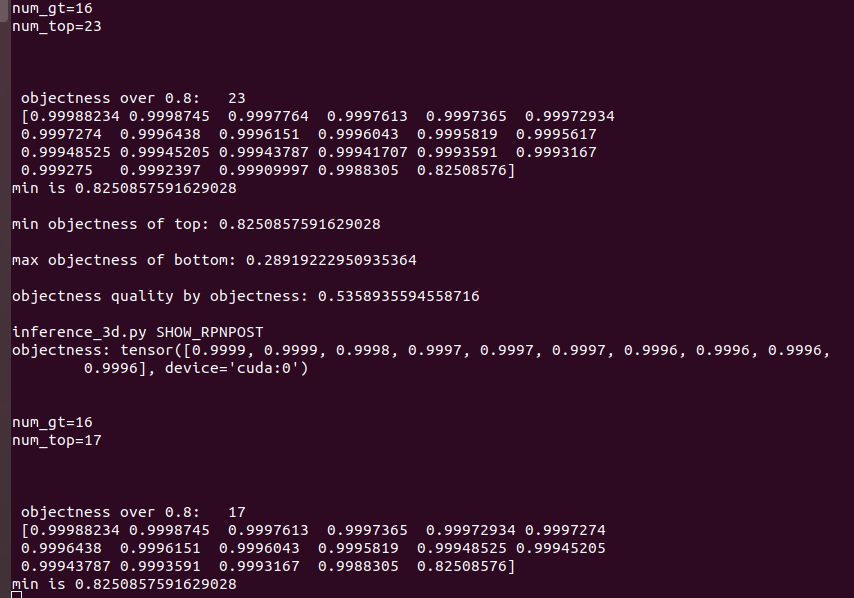 num_gt=16
num_top=23
objectness over 0.8:   23
[0.99988234 0.9998745  0.9997764  0.9997613  0.9997365  0.99972934
0.9997274  0.9996438  0.9996151  0.9996043  0.9995819  0.9995617
0.99948525 0.99945205 0.99943787 0.99941707 0.9993591  0.9993167
0.999275   0.9992397  0.99909997 0.9988305  0.82508576]
min is 0.8250857591629028
min objectness of top: 0.8250857591629028
max objectness of bottom: 0.28919222950935364
objectness quality by objectness: 0.5358935594558716
inference_3d.py SHOW_RPNPOST
objectness: tensor([0.9999, 0.9999, 0.9998, 0.9997, 0.9997, 0.9997, 0.9996, 0.9996, 0.9996,
0.9996], device='cuda:0')
num_gt=16
num_top=17
objectness over 0.8:   17
[0.99988234 0.9998745  0.9997613  0.9997365  0.99972934 0.9997274
0.9996438  0.9996151  0.9996043  0.9995819  0.99948525 0.99945205
0.99943787 0.9993591  0.9993167  0.9988305  0.82508576]
min is 0.8250857591629028